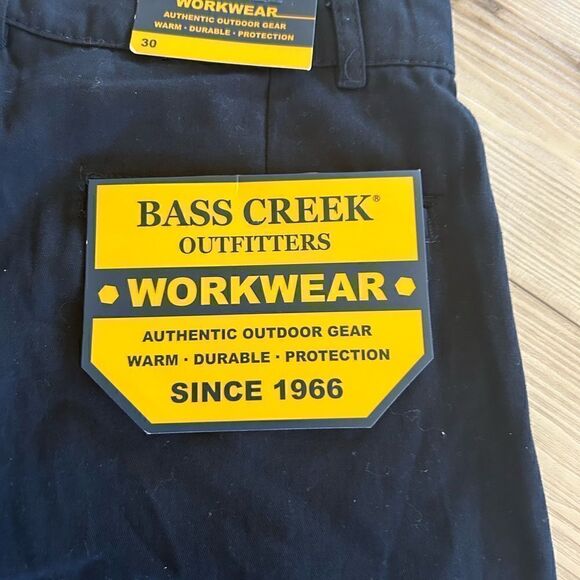 WORKWEAR
AUTHENTIC OUTDOOR GEAR
WARM · DURABLE · PROTECTION
30
BASS CREEK®
OUTFITTERS
WORKWEAR
AUTHENTIC OUTDOOR GEAR
WARM · DURABLE · PROTECTION
SINCE 1966